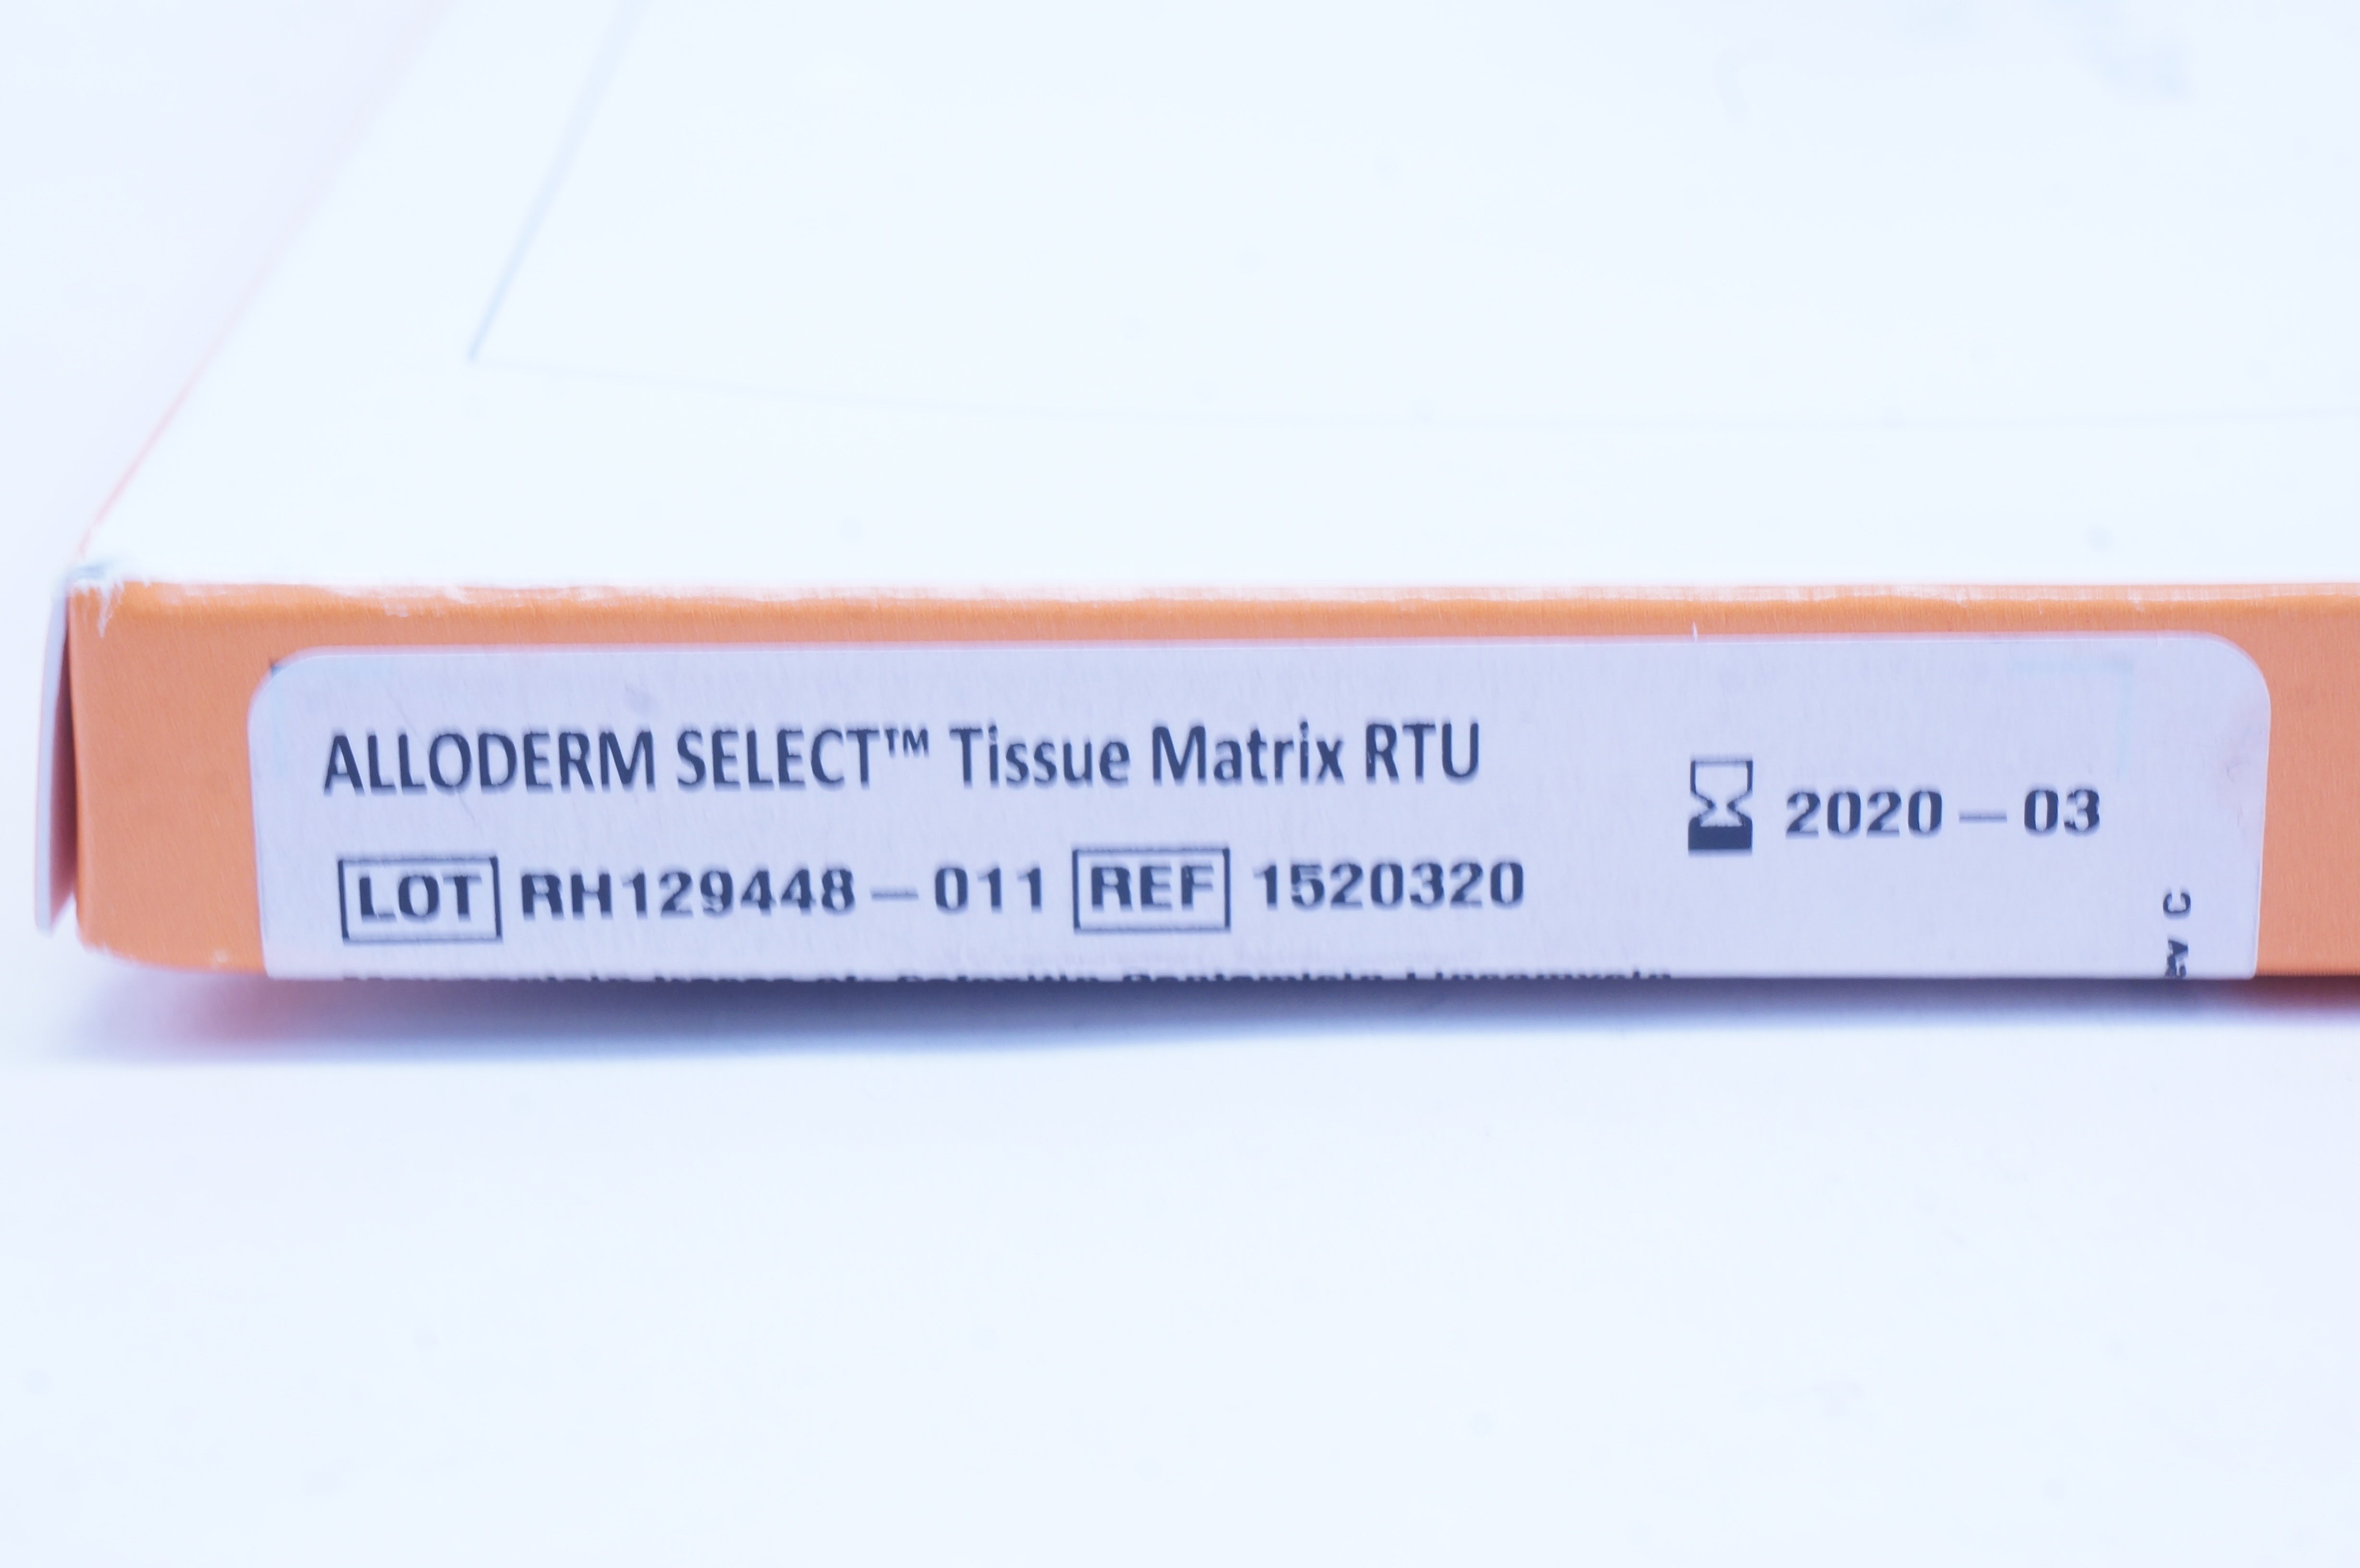 ALLODERM SELECT™ Tissue Matrix RTU
2020-03
LOT RH129448-011 REF 1520320